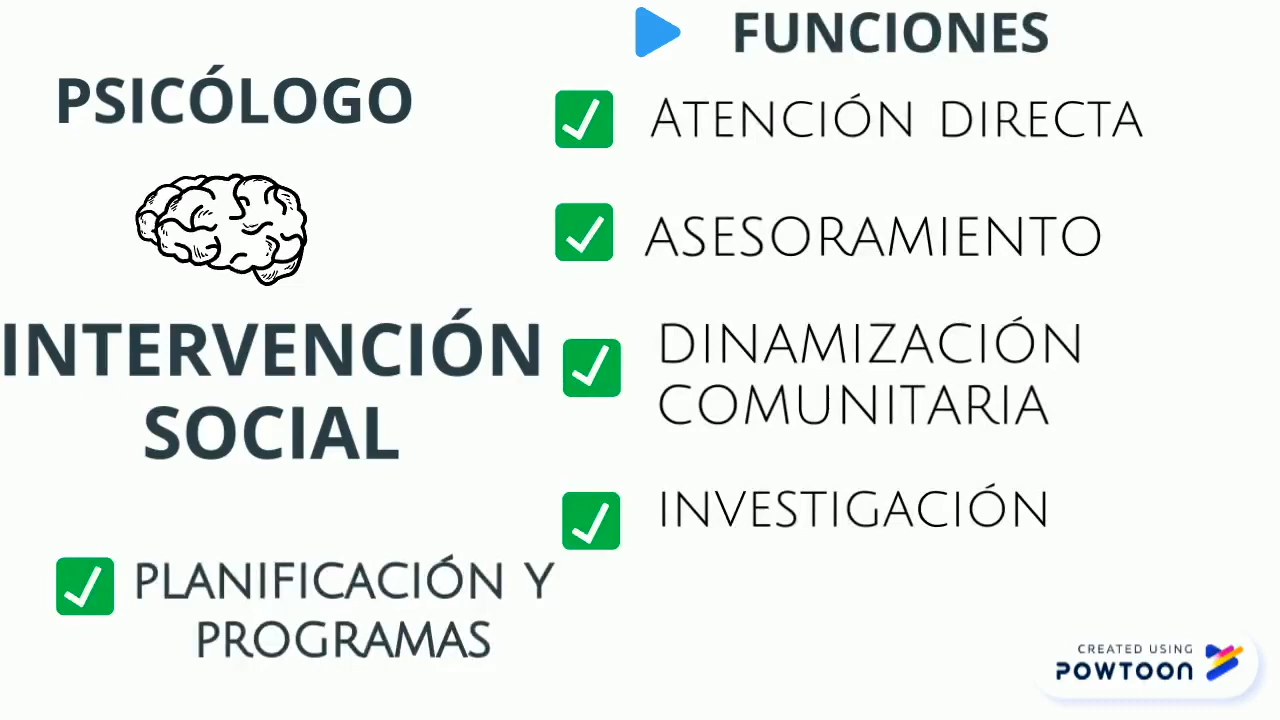 PSICÓLOGO
INTERVENCIÓN
SOCIAL
FUNCIONES
ATENCIÓN DIRECTA
ASESORAMIENTO
DINAMIZACIÓN
COMUNITARIA
INVESTIGACIÓN
PLANIFICACIÓN Y
PROGRAMAS
CREATED USING
POWTOON